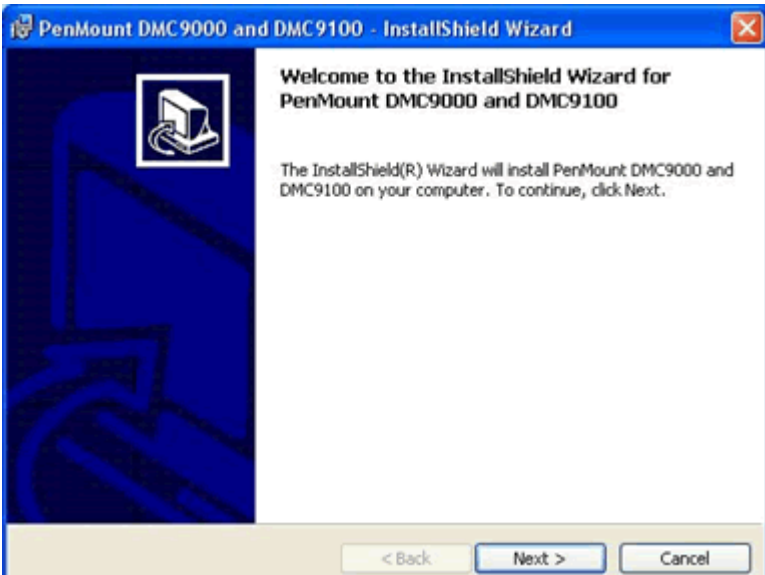 PenMount DMC9000 and DMC9100 - InstallShield Wizard
Welcome to the InstallShield Wizard for
PenMount DMC9000 and DMC9100
The InstallShield(R) Wizard will install PenMount DMC9000 and
DMC9100 on your computer. To continue, click Next.
< Back
Next >
Cancel